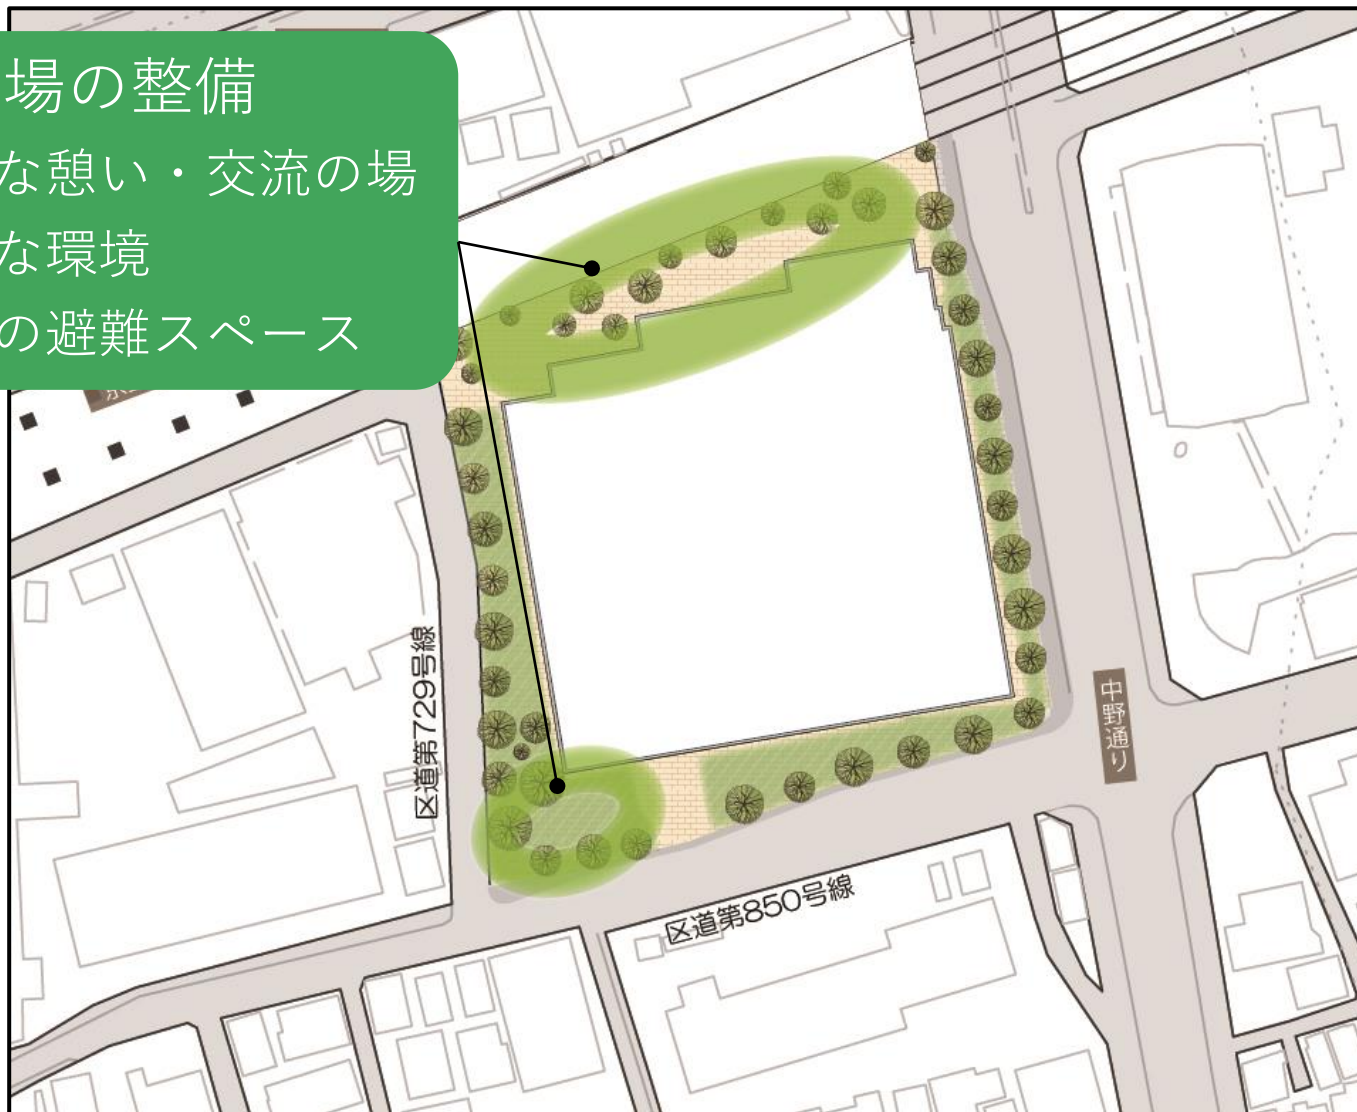 場の整備
な憩い・交流の場
な環境
の避難スペース
区道第729号線
中野通り
区道第850号線